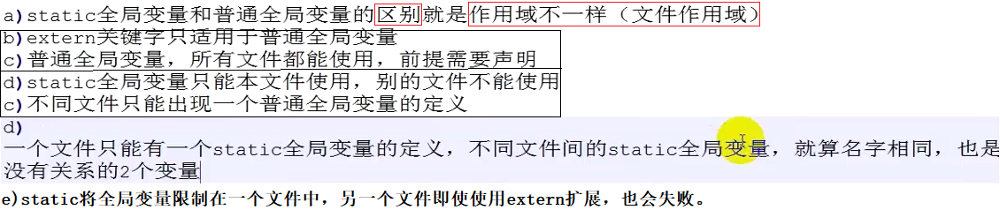 a)static全局变量和普通全局变量的区别就是作用域不一样（文件作用域）
b)extern关键字只适用于普通全局变量
c)普通全局变量，所有文件都能使用，前提需要声明
d)static全局变量只能本文件使用，别的文件不能使用
c)不同文件只能出现一个普通全局变量的定义
d)
一个文件只能有一个static全局变量的定义，不同文件间的static全局变量，就算名字相同，也是
没有关系的2个变量
e)static将全局变量限制在一个文件中，另一个文件即使使用extern扩展，也会失败。